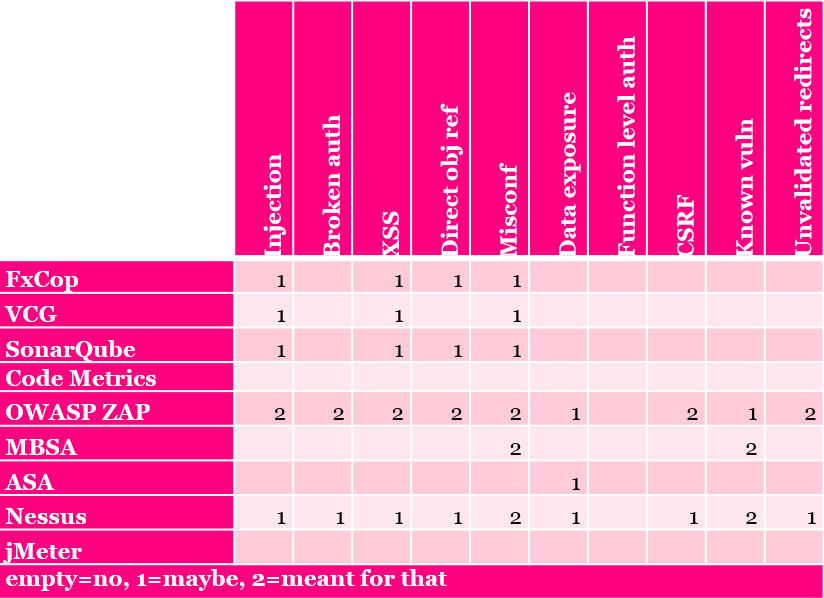 Injection
Broken auth
XSS
Direct obj ref
Misconf
Data exposure
Function level auth
CSRF
Known vuln
Unvalidated redirects
FxCop 1 1 1 1
VCG 1 1 1
SonarQube 1 1 1 1
Code Metrics
OWASP ZAP 2 2 2 2 2 1 2 1 2
MBSA 2 2
ASA 1
Nessus 1 1 1 1 2 1 1 2 1
jMeter
empty=no, 1=maybe, 2=meant for that